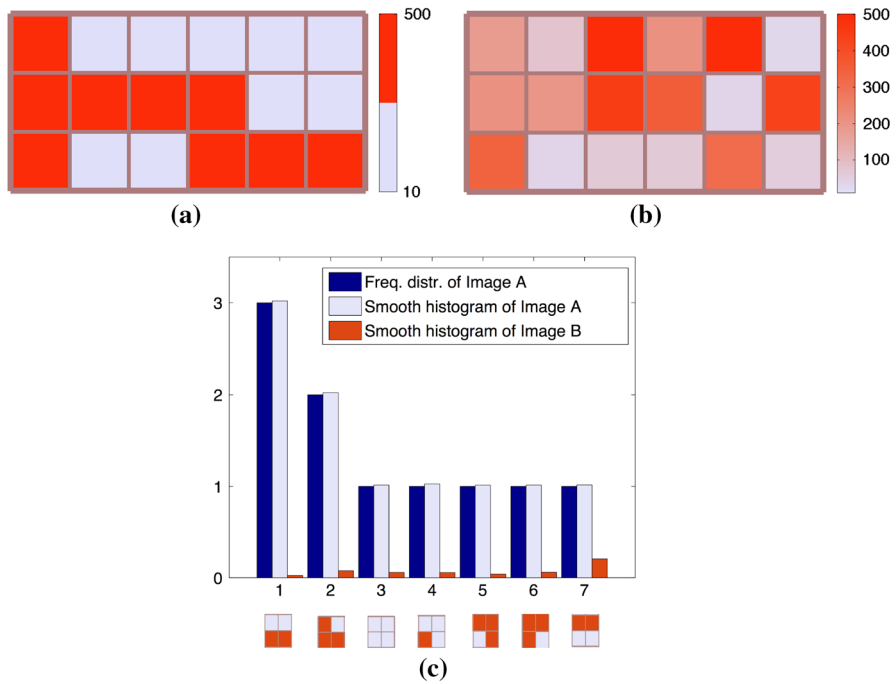 500
10
500
400
300
200
100
(a)
(b)
Freq. distr. of Image A
Smooth histogram of Image A
Smooth histogram of Image B
3
2
1
0
1 2 3 4 5 6 7
(c)